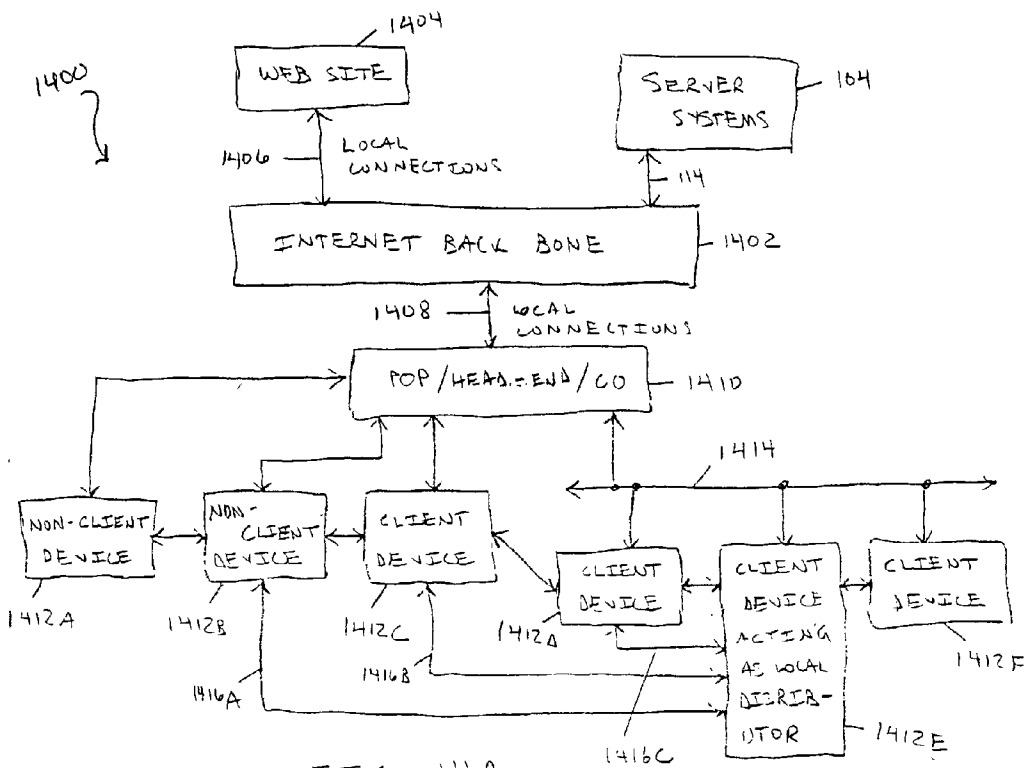 1400
1404
WEB SITE
SERVER
SYSTEMS
104
1406
LOCAL
CONNECTIONS
114
INTERNET BACK BONE
1402
1408
LOCAL
CONNECTIONS
POP/HEAD-END/CO
1410
1414
NON-CLIENT
DEVICE
NON-
CLIENT
DEVICE
CLIENT
DEVICE
CLIENT
DEVICE
CLIENT
DEVICE
ACTING
AS LOCAL
DISRIB-
UTOR
CLIENT
DEVICE
1412A
1412B
1412C
1412D
1412F
1416A
1416B
1416C
1412E